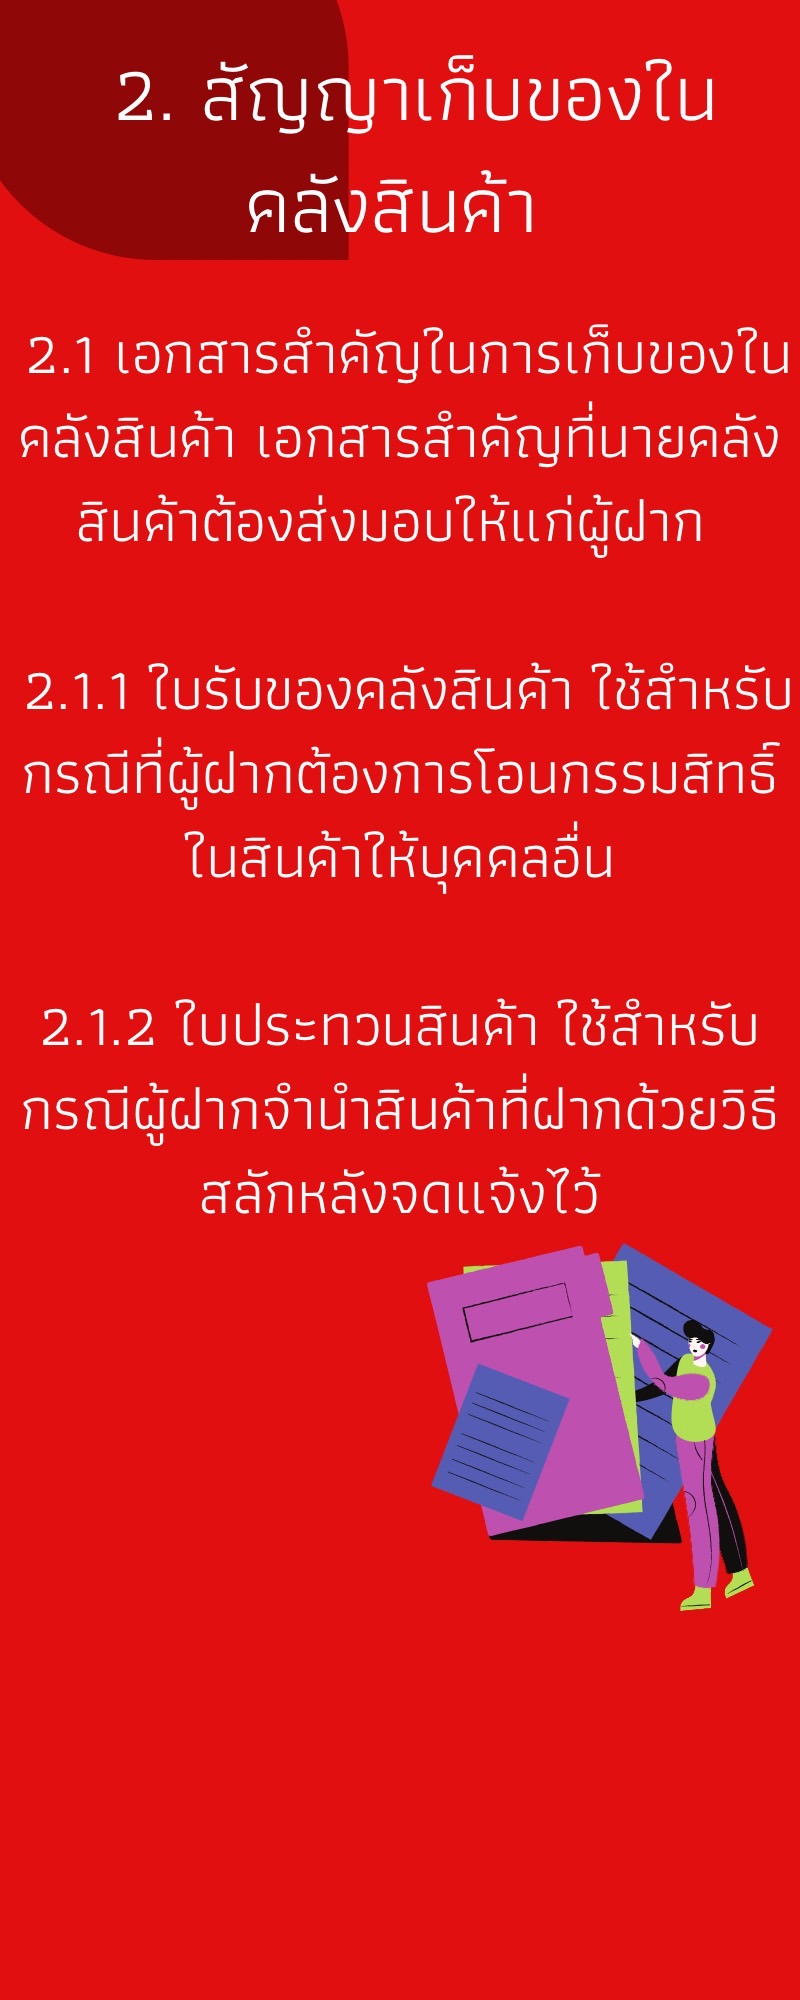 2. สัญญาเก็บของใน
คลังสินค้า
2.1 เอกสารสำคัญในการเก็บของใน
คลังสินค้า เอกสารสำคัญที่นายคลัง
สินค้าต้องส่งมอบให้แก่ผู้ฝาก
2.1.1 ใบรับของคลังสินค้า ใช้สำหรับ
กรณีที่ผู้ฝากต้องการโอนกรรมสิทธิ์
ในสินค้าให้บุคคลอื่น
2.1.2 ใบประทวนสินค้า ใช้สำหรับ
กรณีผู้ฝากจำนำสินค้าที่ฝากด้วยวิธี
สลักหลังจดแจ้งไว้